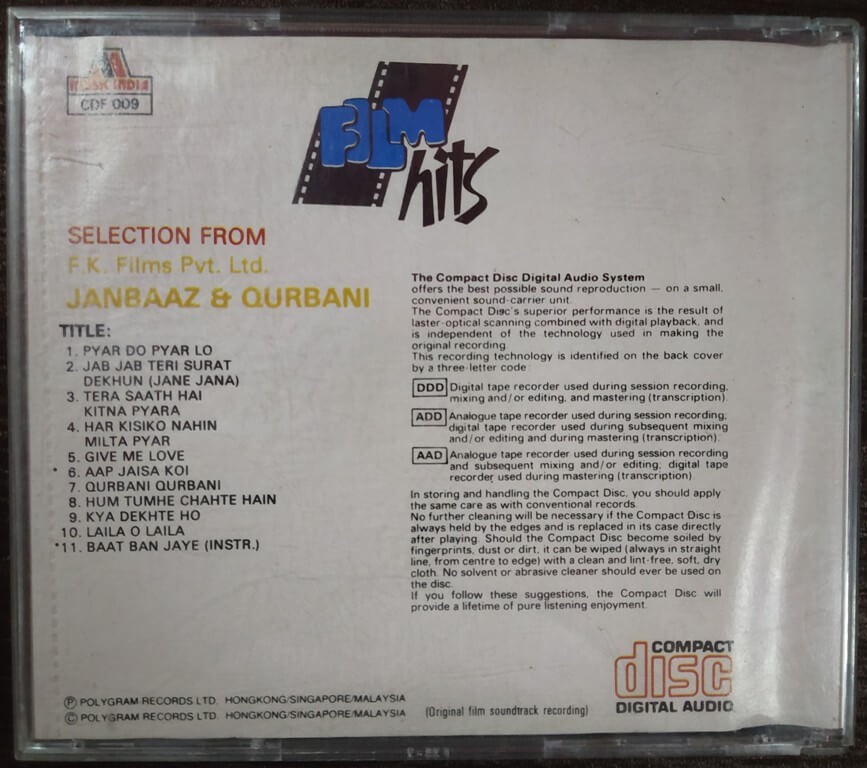 MUSIC INDIA
CDF 009
FILM
hits
SELECTION FROM
F.K. Films Pvt. Ltd.
JANBAAZ & QURBANI
TITLE:
1. PYAR DO PYAR LO
2. JAB JAB TERI SURAT
DEKHUN (JANE JANA)
3. TERA SAATH HAI
KITNA PYARA
4. HAR KISIKO NAHIN
MILTA PYAR
5. GIVE ME LOVE
* 6. AAP JAISA KOI
7. QURBANI QURBANI
8. HUM TUMHE CHAHTE HAIN
9. KYA DEKHTE HO
10. LAILA O LAILA
*11. BAAT BAN JAYE (INSTR.)
The Compact Disc Digital Audio System
offers the best possible sound reproduction — on a small,
convenient sound-carrier unit.
The Compact Disc's superior performance is the result of
laster-optical scanning combined with digital playback, and
is independent of the technology used in making the
original recording.
This recording technology is identified on the back cover
by a three-letter code:
DDD Digital tape recorder used during session recording,
mixing and/or editing, and mastering (transcription).
ADD Analogue tape recorder used during session recording;
digital tape recorder used during subsequent mixing
and/or editing and during mastering (transcription).
AAD Analogue tape recorder used during session recording
and subsequent mixing and/or editing; digital tape
recorder used during mastering (transcription).
In storing and handling the Compact Disc, you should apply
the same care as with conventional records.
No further cleaning will be necessary if the Compact Disc is
always held by the edges and is replaced in its case directly
after playing. Should the Compact Disc become soiled by
fingerprints, dust or dirt, it can be wiped (always in straight
line, from centre to edge) with a clean and lint-free, soft, dry
cloth. No solvent or abrasive cleaner should ever be used on
the disc.
If you follow these suggestions, the Compact Disc will
provide a lifetime of pure listening enjoyment.
Ⓟ POLYGRAM RECORDS LTD. HONGKONG/SINGAPORE/MALAYSIA
© POLYGRAM RECORDS LTD. HONGKONG/SINGAPORE/MALAYSIA
(Original film soundtrack recording)
COMPACT
disc
DIGITAL AUDIO